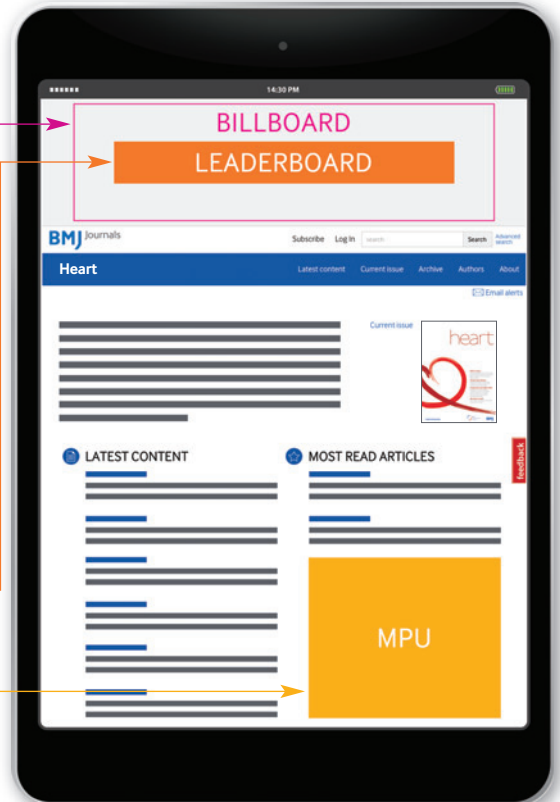 14:30 PM
BILLBOARD
LEADERBOARD
BMJ Journals
Subscribe Log In search Search Advanced search
Heart
Latest content Current issue Archive Authors About
Email alerts
Current issue
heart
feedback
LATEST CONTENT
MOST READ ARTICLES
MPU